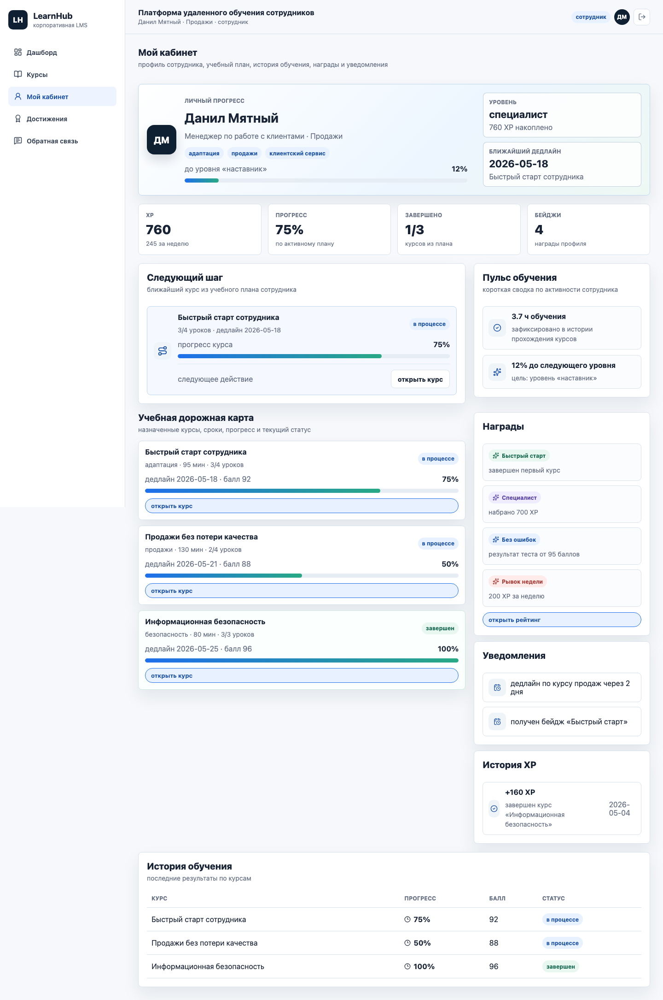 LH
LearnHub
корпоративная LMS
Дашборд
Курсы
Мой кабинет
Достижения
Обратная связь
Платформа удаленного обучения сотрудников
Данил Мятный · Продажи · сотрудник
сотрудник
ДМ
Мой кабинет
профиль сотрудника, учебный план, история обучения, награды и уведомления
ДМ
ЛИЧНЫЙ ПРОГРЕСС
Данил Мятный
Менеджер по работе с клиентами · Продажи
адаптация
продажи
клиентский сервис
до уровня «наставник»
12%
УРОВЕНЬ
специалист
760 XP накоплено
БЛИЖАЙШИЙ ДЕДЛАЙН
2026-05-18
Быстрый старт сотрудника
XP
760
245 за неделю
ПРОГРЕСС
75%
по активному плану
ЗАВЕРШЕНО
1/3
курсов из плана
БЕЙДЖИ
4
награды профиля
Следующий шаг
ближайший курс из учебного плана сотрудника
Быстрый старт сотрудника
3/4 уроков · дедлайн 2026-05-18
в процессе
прогресс курса
75%
следующее действие
открыть курс
Пульс обучения
короткая сводка по активности сотрудника
3.7 ч обучения
зафиксировано в истории
прохождения курсов
12% до следующего уровня
цель: уровень «наставник»
Учебная дорожная карта
назначенные курсы, сроки, прогресс и текущий статус
Быстрый старт сотрудника
адаптация · 95 мин · 3/4 уроков
в процессе
дедлайн 2026-05-18 · балл 92
75%
открыть курс
Продажи без потери качества
продажи · 130 мин · 2/4 уроков
в процессе
дедлайн 2026-05-21 · балл 88
50%
открыть курс
Информационная безопасность
безопасность · 80 мин · 3/3 уроков
завершен
дедлайн 2026-05-25 · балл 96
100%
открыть курс
Награды
Быстрый старт
завершен первый курс
Специалист
набрано 700 XP
Без ошибок
результат теста от 95 баллов
Рывок недели
200 XP за неделю
открыть рейтинг
Уведомления
дедлайн по курсу продаж через 2
дня
получен бейдж «Быстрый старт»
История XP
+160 XP
завершен курс
«Информационная
безопасность»
2026-
05-04
История обучения
последние результаты по курсам
КУРС
ПРОГРЕСС
БАЛЛ
СТАТУС
Быстрый старт сотрудника
75%
92
в процессе
Продажи без потери качества
50%
88
в процессе
Информационная безопасность
100%
96
завершен